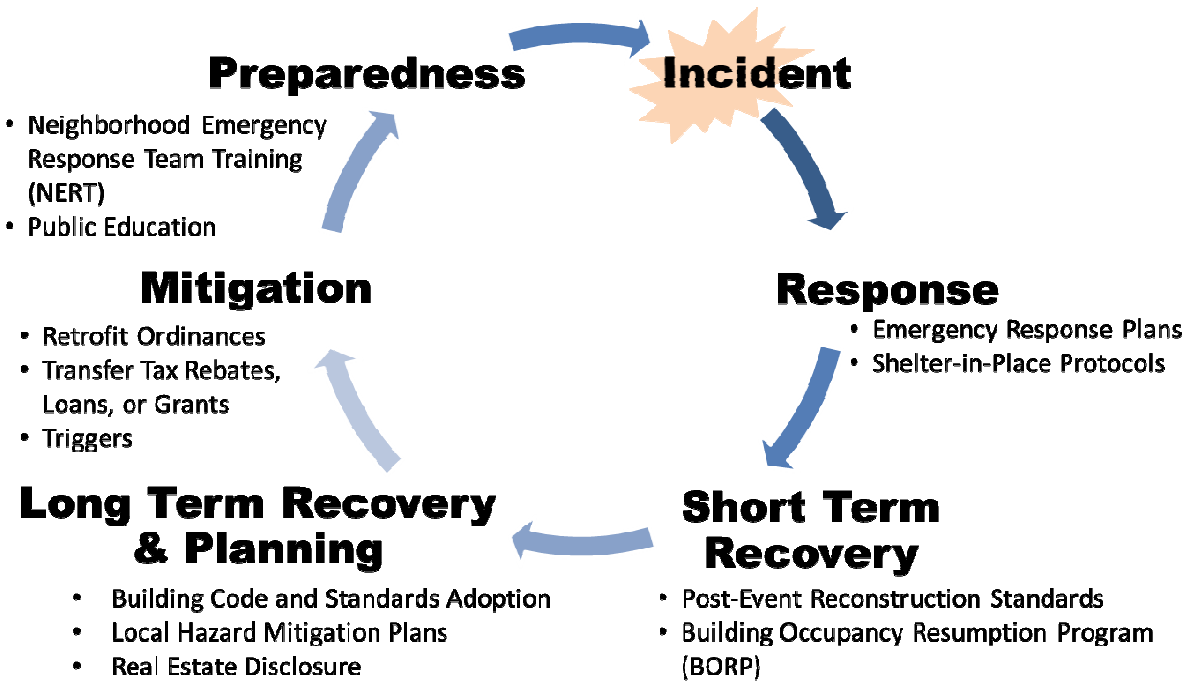 Preparedness
Incident
• Neighborhood Emergency
Response Team Training
(NERT)
• Public Education
Mitigation
• Retrofit Ordinances
• Transfer Tax Rebates,
Loans, or Grants
• Triggers
Response
• Emergency Response Plans
• Shelter-in-Place Protocols
Long Term Recovery
& Planning
• Building Code and Standards Adoption
• Local Hazard Mitigation Plans
• Real Estate Disclosure
Short Term
Recovery
• Post-Event Reconstruction Standards
• Building Occupancy Resumption Program
(BORP)